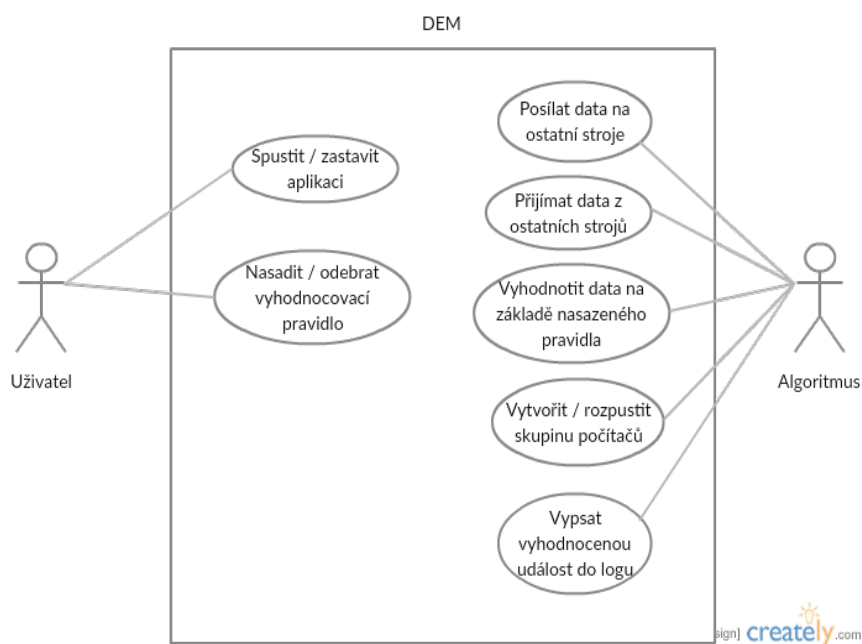 DEM
Spustit / zastavit
aplikaci
Nasadit / odebrat
vyhodnocovací
pravidlo
Uživatel
Posílat data na
ostatní stroje
Přijímat data z
ostatních strojů
Vyhodnotit data na
základě nasazeného
pravidla
Vytvořit / rozpustit
skupinu počítačů
Vypsat
vyhodnocenou
událost do logu
Algoritmus
sign] creately.com